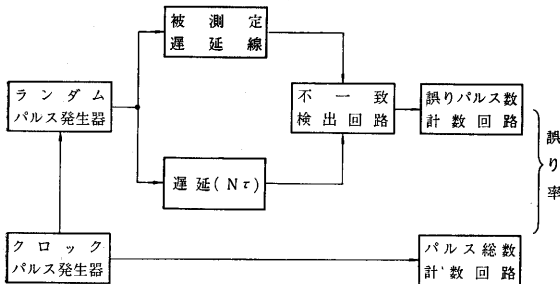 被測定
遅延線
ランダム
パルス発生器
不一致
検出回路
誤りパルス数
計数回路
遅延(Nτ)
誤り率
クロック
パルス発生器
パルス総数
計数回路